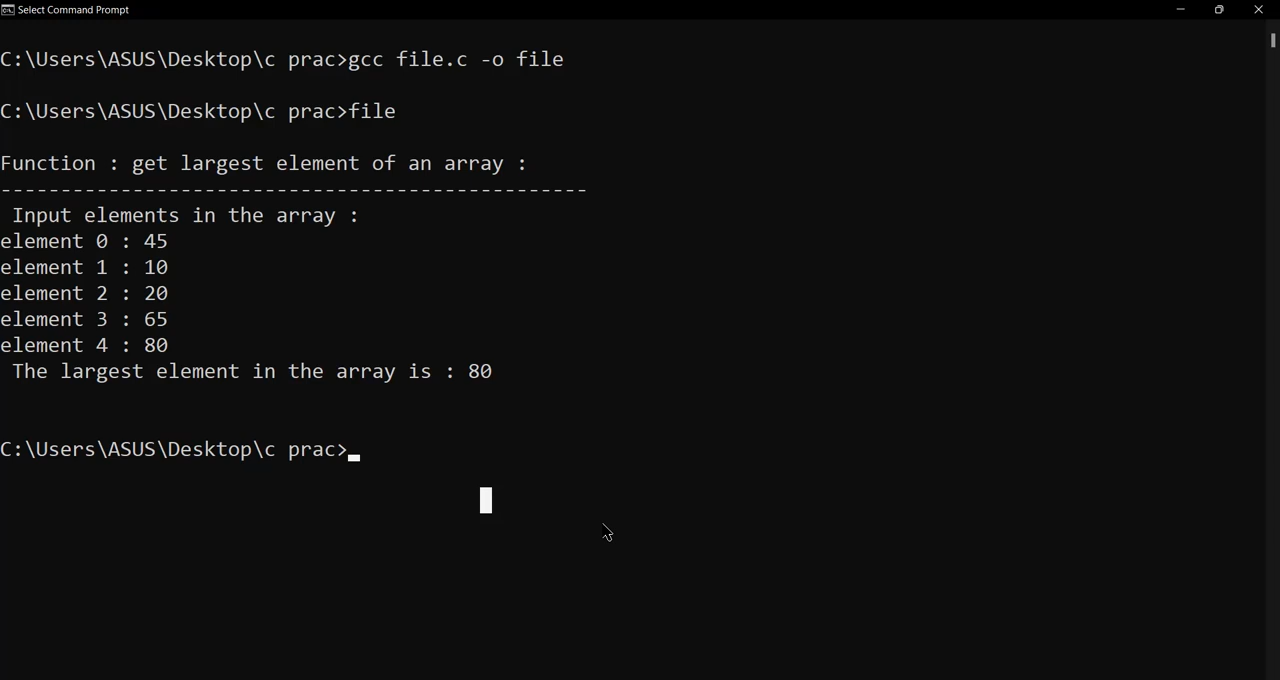 Select Command Prompt
C:\Users\ASUS\Desktop\c prac>gcc file.c -o file
C:\Users\ASUS\Desktop\c prac>file
Function : get largest element of an array :
-------------------------------------------------
 Input elements in the array :
element 0 : 45
element 1 : 10
element 2 : 20
element 3 : 65
element 4 : 80
 The largest element in the array is : 80
C:\Users\ASUS\Desktop\c prac>